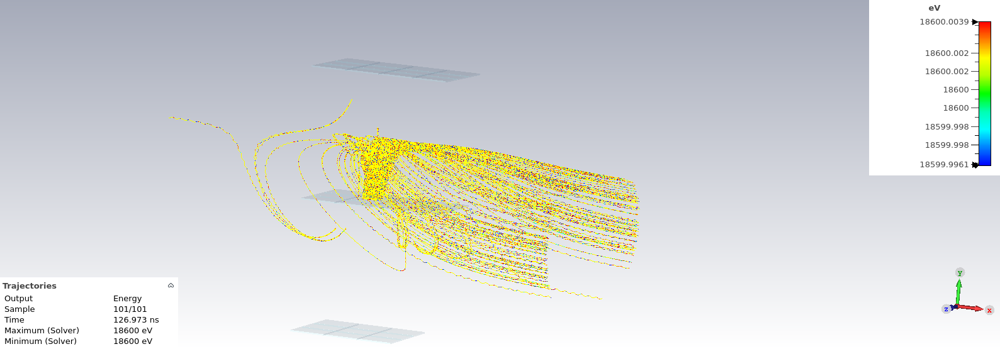 eV
18600.0039
18600.002
18600.002
18600
18600
18599.998
18599.998
18599.9961
Trajectories
Output Energy
Sample 101/101
Time 126.973 ns
Maximum (Solver) 18600 eV
Minimum (Solver) 18600 eV
y
z
x